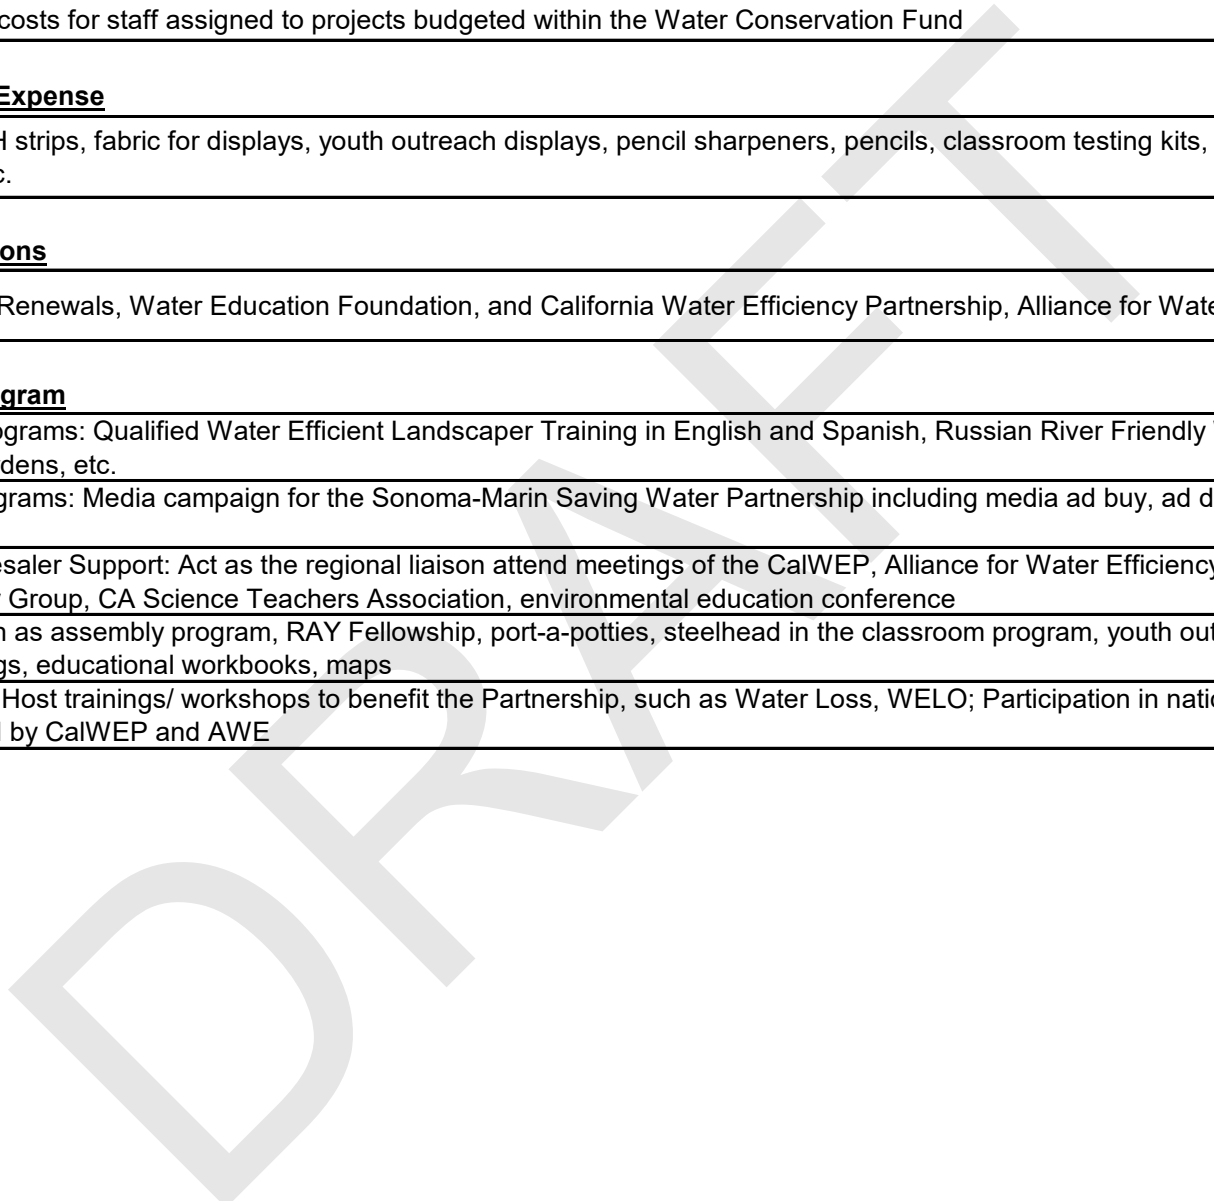 costs for staff assigned to projects budgeted within the Water Conservation Fund
Expense
H strips, fabric for displays, youth outreach displays, pencil sharpeners, pencils, classroom testing kits,
c.
ons
Renewals, Water Education Foundation, and California Water Efficiency Partnership, Alliance for Wate
gram
ograms: Qualified Water Efficient Landscaper Training in English and Spanish, Russian River Friendly
dens, etc.
grams: Media campaign for the Sonoma-Marin Saving Water Partnership including media ad buy, ad d
esaler Support: Act as the regional liaison attend meetings of the CalWEP, Alliance for Water Efficiency
Group, CA Science Teachers Association, environmental education conference
h as assembly program, RAY Fellowship, port-a-potties, steelhead in the classroom program, youth out
gs, educational workbooks, maps
Host trainings/ workshops to benefit the Partnership, such as Water Loss, WELO; Participation in natio
d by CalWEP and AWE
DRAFT